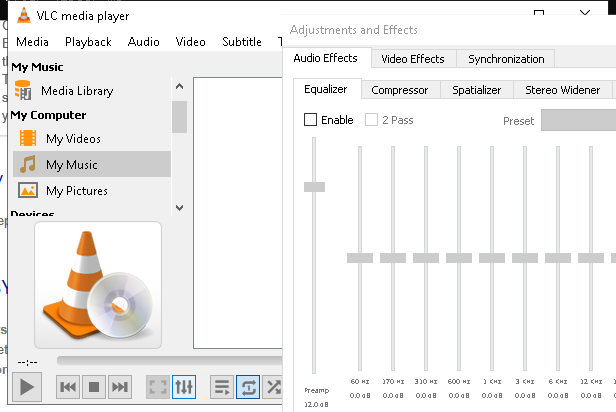 VLC media player
Media Playback Audio Video Subtitle T
My Music
Media Library
My Computer
My Videos
My Music
My Pictures
Devices
--:--
Adjustments and Effects
Audio Effects Video Effects Synchronization
Equalizer Compressor Spatializer Stereo Widener
Enable 2 Pass Preset
60 Hz 170 Hz 310 Hz 600 Hz 1 KHz 3 KHz 6 KHz 12 KH
Preamp 0.0 dB 0.0 dB 0.0 dB 0.0 dB 0.0 dB 0.0 dB 0.0 dB 0.0 dB
12.0 dB